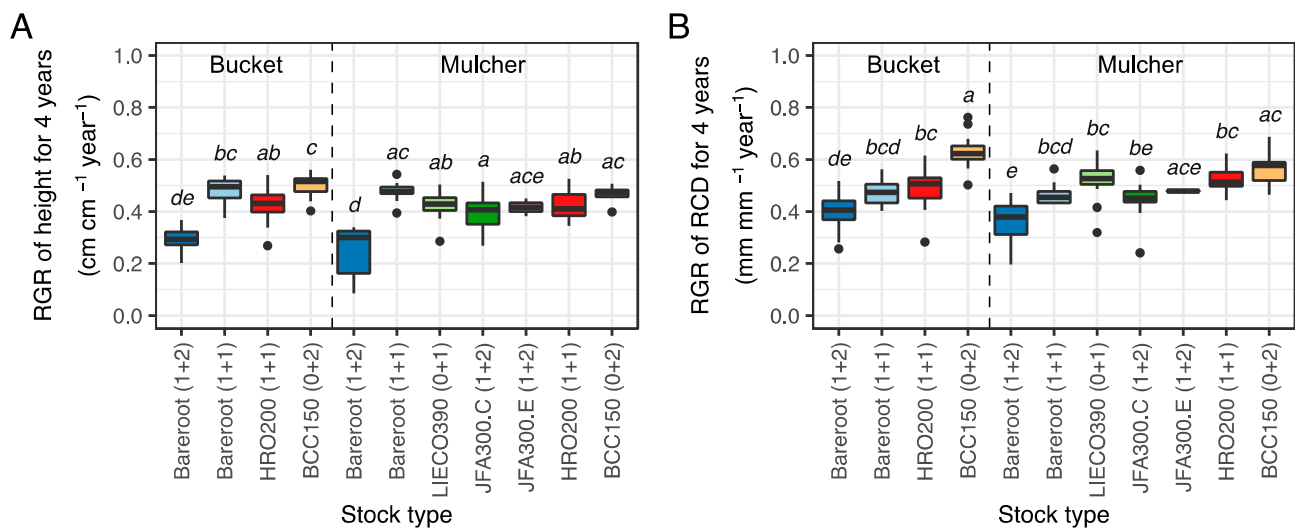 A
RGR of height for 4 years
(cm cm⁻¹ year⁻¹)
1.0
0.8
0.6
0.4
0.2
0.0
Bucket
Mulcher
de
bc
ab
c
d
ac
ab
a
ace
ab
ac
Bareroot (1+2)
Bareroot (1+1)
HRO200 (1+1)
BCC150 (0+2)
Bareroot (1+2)
Bareroot (1+1)
LIECO390 (0+1)
JFA300.C (1+2)
JFA300.E (1+2)
HRO200 (1+1)
BCC150 (0+2)
Stock type
B
RGR of RCD for 4 years
(mm mm⁻¹ year⁻¹)
1.0
0.8
0.6
0.4
0.2
0.0
Bucket
Mulcher
de
bcd
bc
a
e
bcd
bc
be
ace
bc
ac
Bareroot (1+2)
Bareroot (1+1)
HRO200 (1+1)
BCC150 (0+2)
Bareroot (1+2)
Bareroot (1+1)
LIECO390 (0+1)
JFA300.C (1+2)
JFA300.E (1+2)
HRO200 (1+1)
BCC150 (0+2)
Stock type